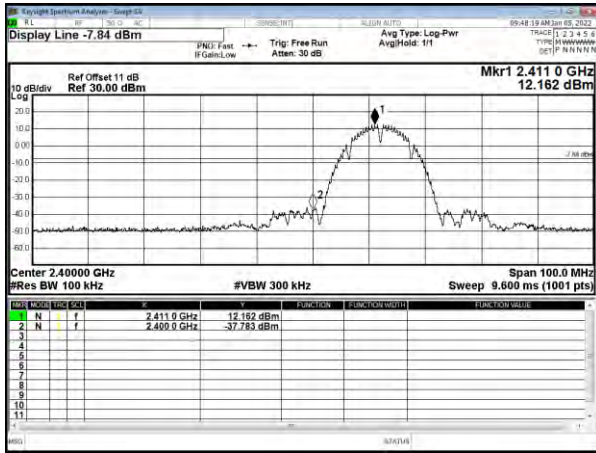 Keysight Spectrum Analyzer - Swept SA
RL RF 50 Ω AC SENSE:INT ALIGN AUTO 09:48:19 AM Jan 05, 2022
Display Line -7.84 dBm
PNO: Fast
IFGain:Low
Trig: Free Run
Atten: 30 dB
Avg Type: Log-Pwr
Avg|Hold: 1/1
TRACE 1 2 3 4 5 6
TYPE M WWWWW
DET P N N N N N
Ref Offset 11 dB
Ref 30.00 dBm
10 dB/div
Log
Mkr1 2.411 0 GHz
12.162 dBm
20.0
10.0
0.00
-10.0
-20.0
-30.0
-40.0
-50.0
-60.0
1
2
-7.84 dBm
Center 2.40000 GHz
Span 100.0 MHz
#Res BW 100 kHz
#VBW 300 kHz
Sweep 9.600 ms (1001 pts)
MKR MODE TRC SCL X Y FUNCTION FUNCTION WIDTH FUNCTION VALUE
1 N 1 f 2.411 0 GHz 12.162 dBm
2 N 1 f 2.400 0 GHz -37.783 dBm
3
4
5
6
7
8
9
10
11
MSG STATUS